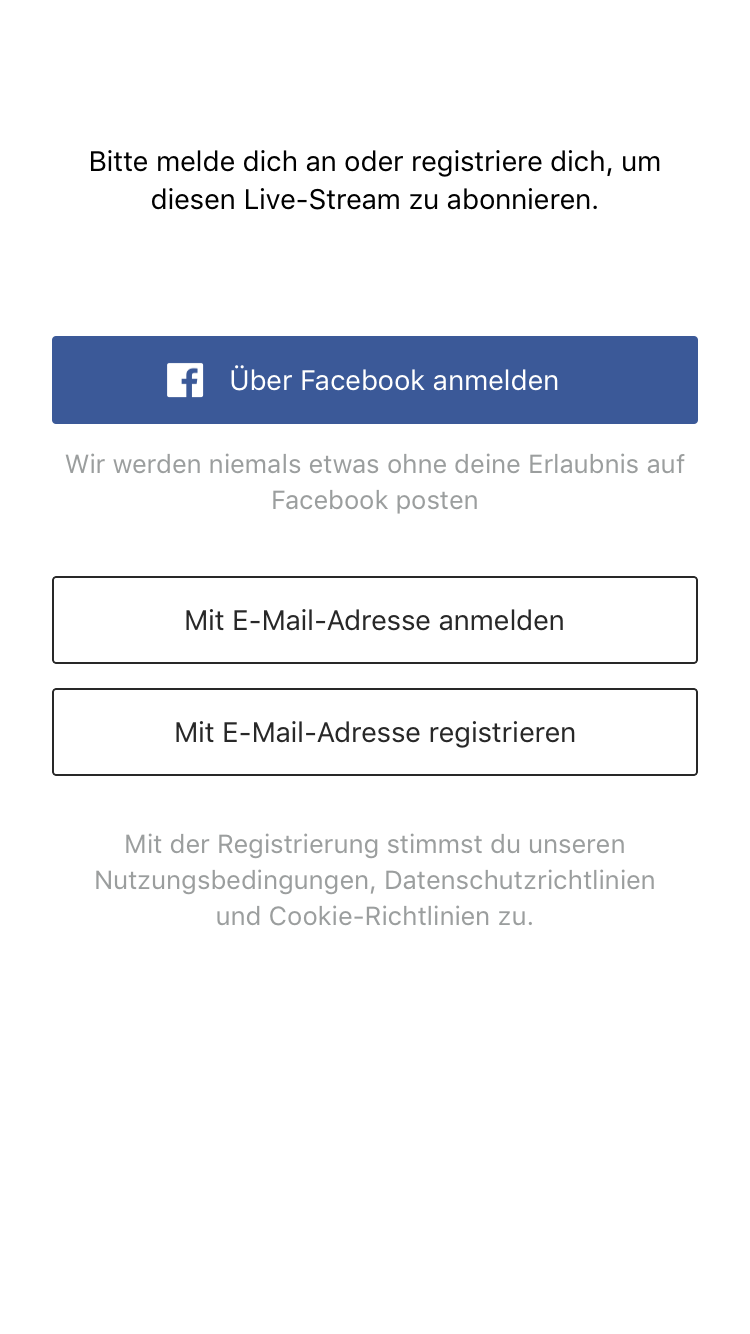 Bitte melde dich an oder registriere dich, um
diesen Live-Stream zu abonnieren.
Über Facebook anmelden
Wir werden niemals etwas ohne deine Erlaubnis auf
Facebook posten
Mit E-Mail-Adresse anmelden
Mit E-Mail-Adresse registrieren
Mit der Registrierung stimmst du unseren
Nutzungsbedingungen, Datenschutzrichtlinien
und Cookie-Richtlinien zu.